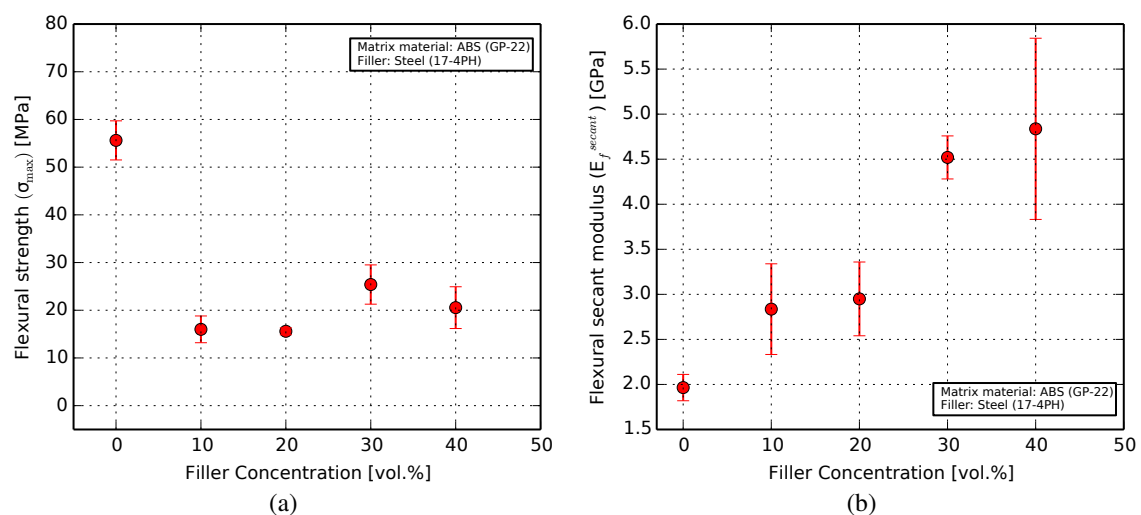 80
70
60
50
40
30
20
10
0
Flexural strength (σmax) [MPa]
Matrix material: ABS (GP-22)
Filler: Steel (17-4PH)
0 10 20 30 40 50
Filler Concentration [vol.%]
(a)
6.0
5.5
5.0
4.5
4.0
3.5
3.0
2.5
2.0
1.5
Flexural secant modulus (E_f^secant) [GPa]
Matrix material: ABS (GP-22)
Filler: Steel (17-4PH)
0 10 20 30 40 50
Filler Concentration [vol.%]
(b)